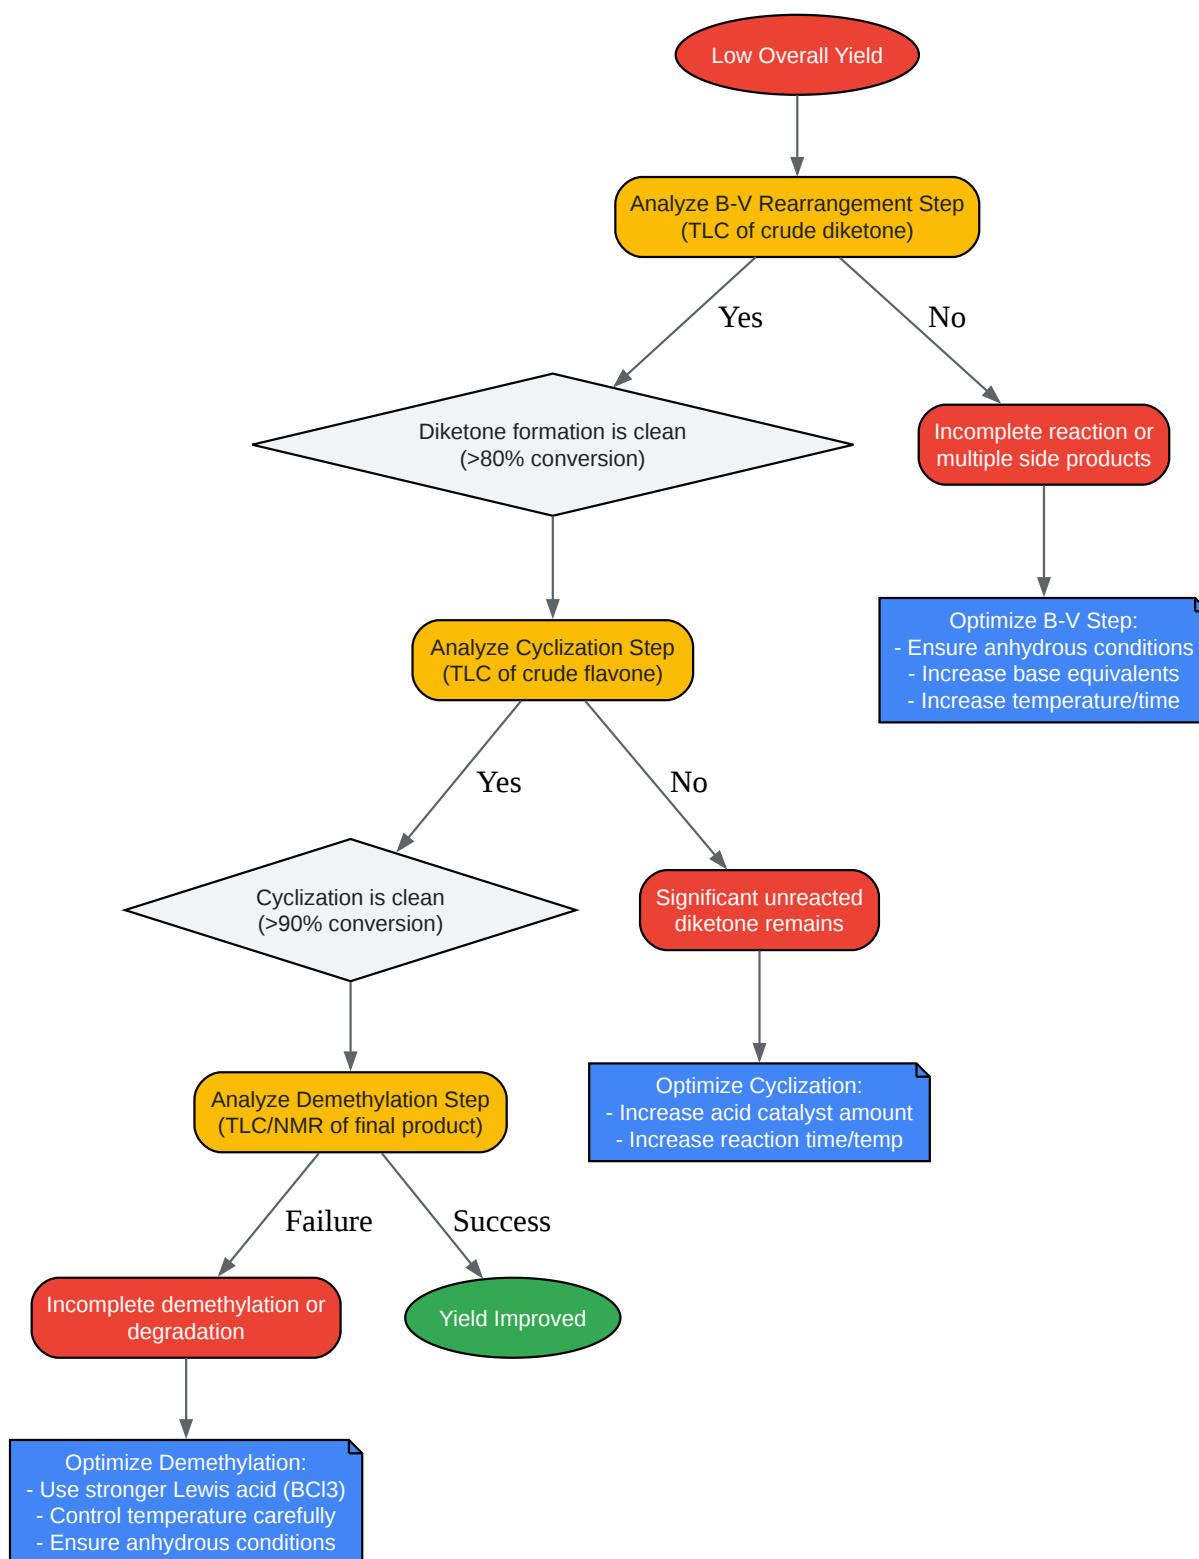 Low Overall Yield
Analyze B-V Rearrangement Step
(TLC of crude diketone)
Yes
No
Diketone formation is clean
(>80% conversion)
Incomplete reaction or
multiple side products
Optimize B-V Step:
- Ensure anhydrous conditions
- Increase base equivalents
- Increase temperature/time
Analyze Cyclization Step
(TLC of crude flavone)
Yes
No
Cyclization is clean
(>90% conversion)
Significant unreacted
diketone remains
Optimize Cyclization:
- Increase acid catalyst amount
- Increase reaction time/temp
Analyze Demethylation Step
(TLC/NMR of final product)
Failure
Success
Incomplete demethylation or
degradation
Yield Improved
Optimize Demethylation:
- Use stronger Lewis acid (BCl3)
- Control temperature carefully
- Ensure anhydrous conditions